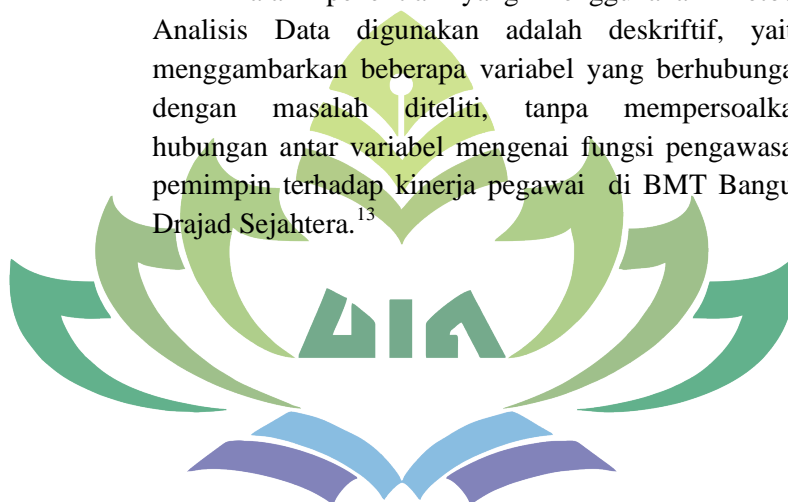 Analisis Data digunakan adalah deskriftif, yait
menggambarkan beberapa variabel yang berhubunga
dengan masalah diteliti, tanpa mempersoalka
hubungan antar variabel mengenai fungsi pengawasa
pemimpin terhadap kinerja pegawai di BMT Bangu
Drajad Sejahtera.¹³
UIN